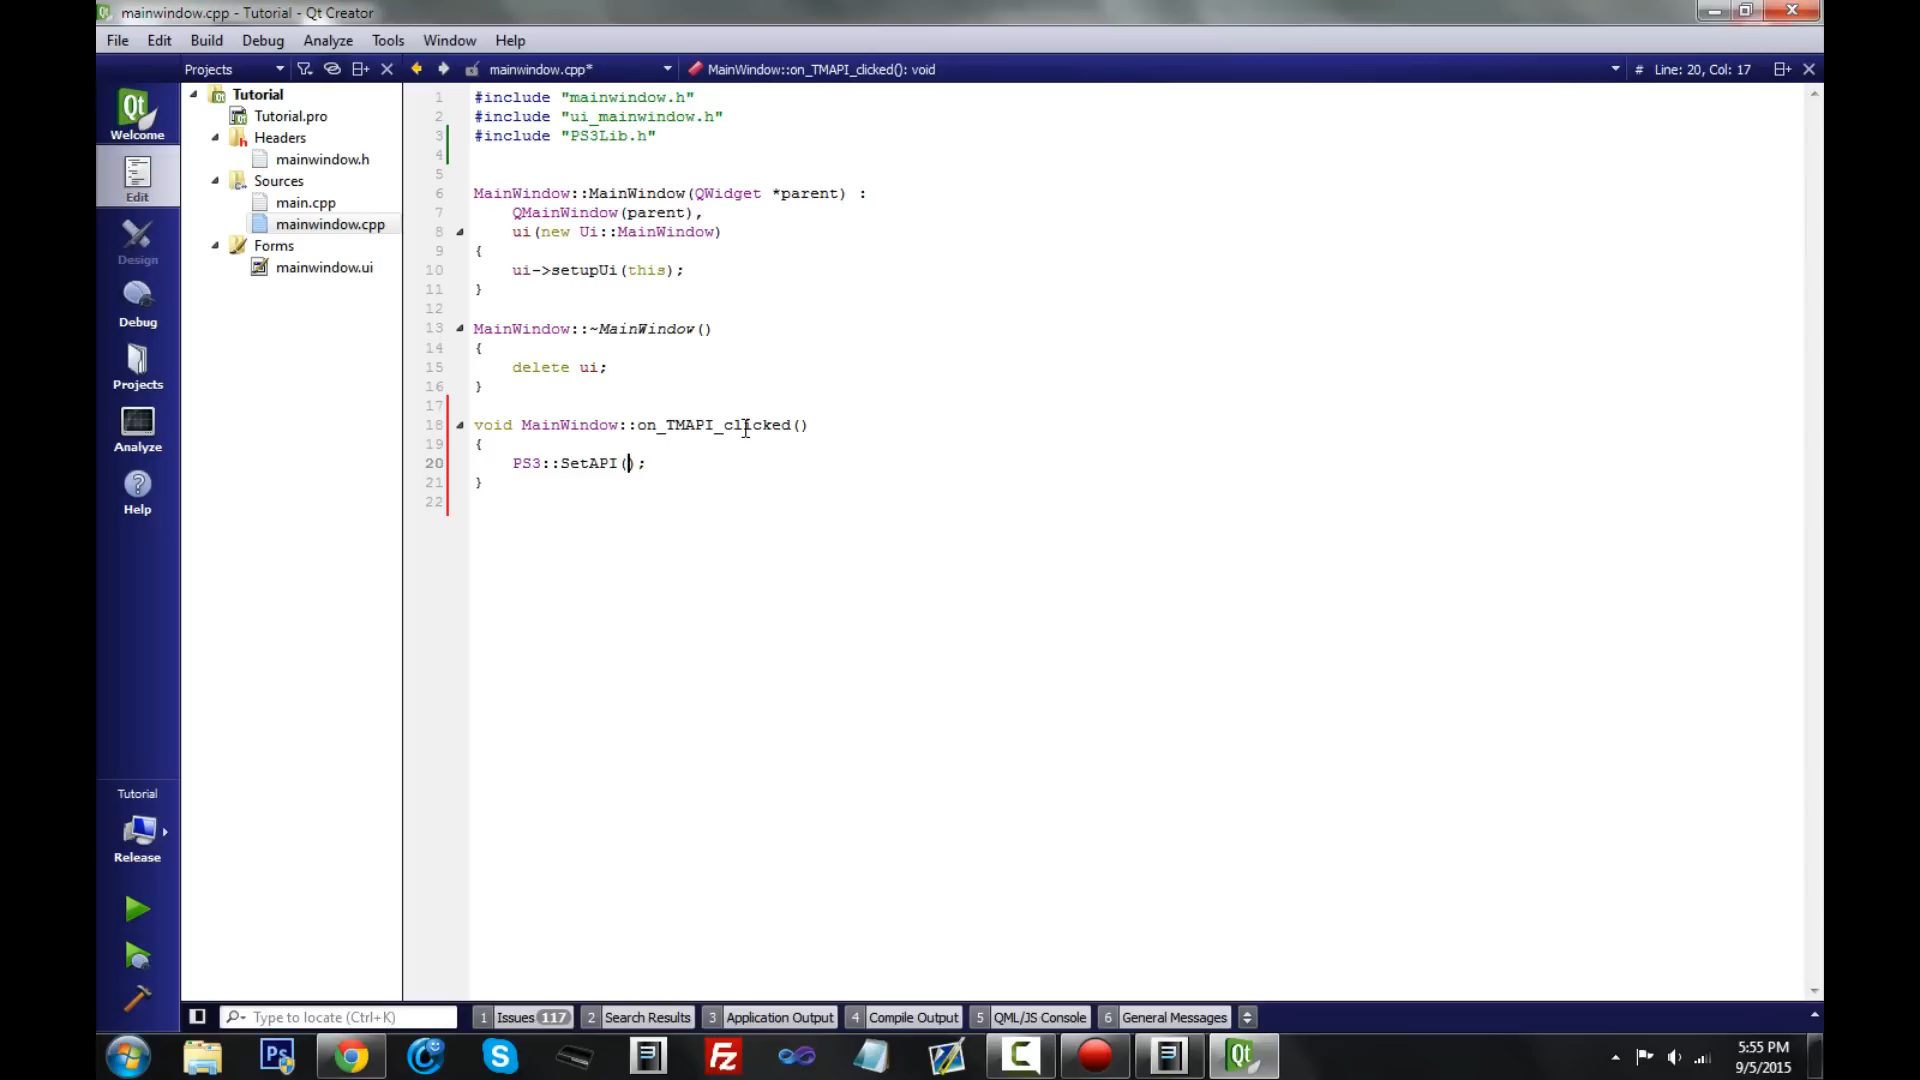 mainwindow.cpp - Tutorial - Qt Creator
File Edit Build Debug Analyze Tools Window Help
Projects mainwindow.cpp* MainWindow::on_TMAPI_clicked(): void # Line: 20, Col: 17
Qt
Welcome
Edit
Design
Debug
Projects
Analyze
Help
Tutorial
Release
Tutorial
Tutorial.pro
Headers
mainwindow.h
Sources
main.cpp
mainwindow.cpp
Forms
mainwindow.ui
1 #include "mainwindow.h"
2 #include "ui_mainwindow.h"
3 #include "PS3Lib.h"
4
5
6 MainWindow::MainWindow(QWidget *parent) :
7 QMainWindow(parent),
8 ui(new Ui::MainWindow)
9 {
10 ui->setupUi(this);
11 }
12
13 MainWindow::~MainWindow()
14 {
15 delete ui;
16 }
17
18 void MainWindow::on_TMAPI_clicked()
19 {
20 PS3::SetAPI();
21 }
22
Type to locate (Ctrl+K) 1 Issues 117 2 Search Results 3 Application Output 4 Compile Output 5 QML/JS Console 6 General Messages
Ps Fz Qt
5:55 PM
9/5/2015